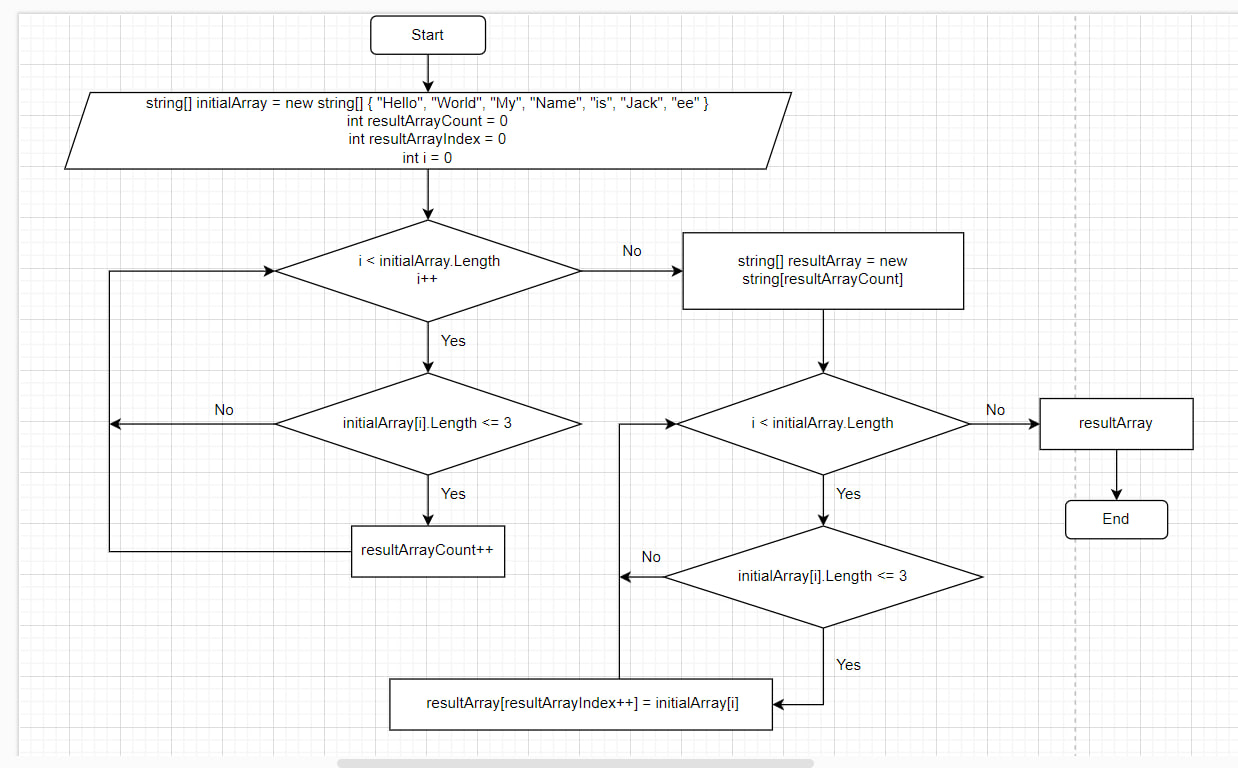 Start
string[] initialArray = new string[] { "Hello", "World", "My", "Name", "is", "Jack", "ee" }
int resultArrayCount = 0
int resultArrayIndex = 0
int i = 0
i < initialArray.Length
i++
No
string[] resultArray = new
string[resultArrayCount]
Yes
No
initialArray[i].Length <= 3
i < initialArray.Length
No
resultArray
Yes
Yes
End
resultArrayCount++
No
initialArray[i].Length <= 3
Yes
resultArray[resultArrayIndex++] = initialArray[i]